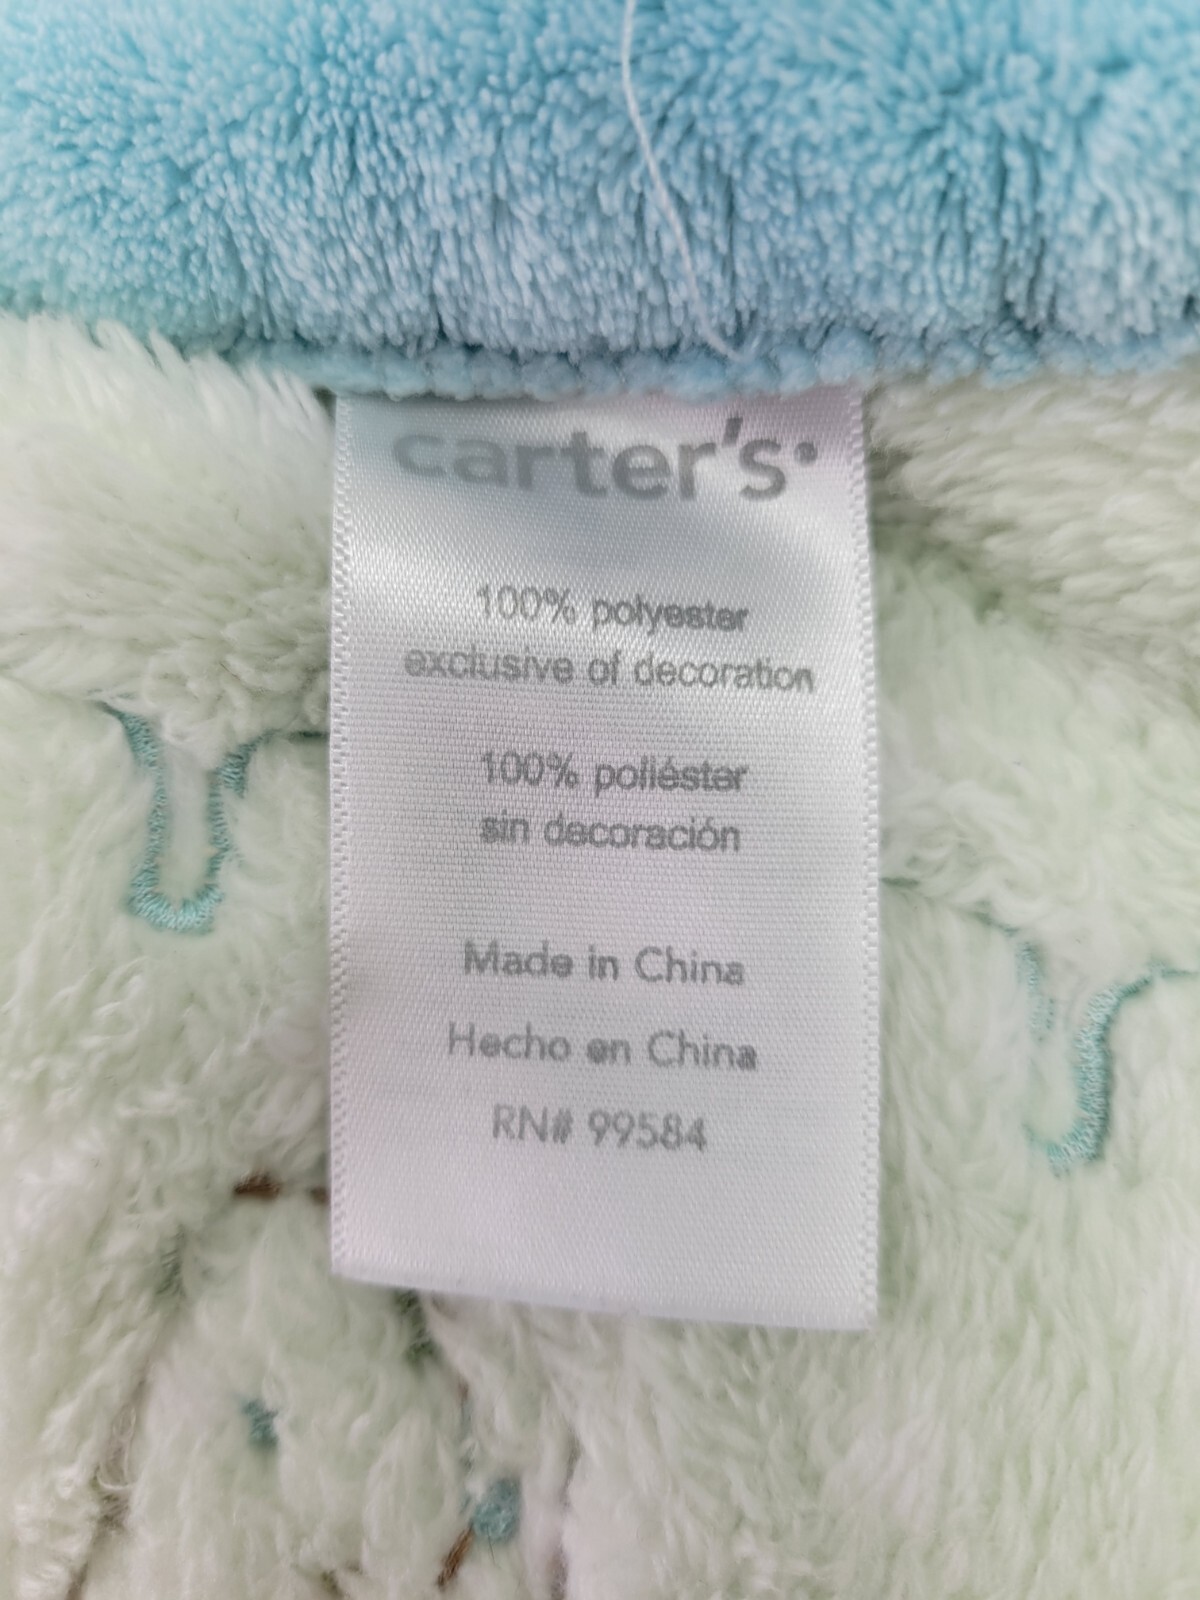 carter's®
100% polyester
exclusive of decoration
100% poliéster
sin decoración
Made in China
Hecho en China
RN# 99584